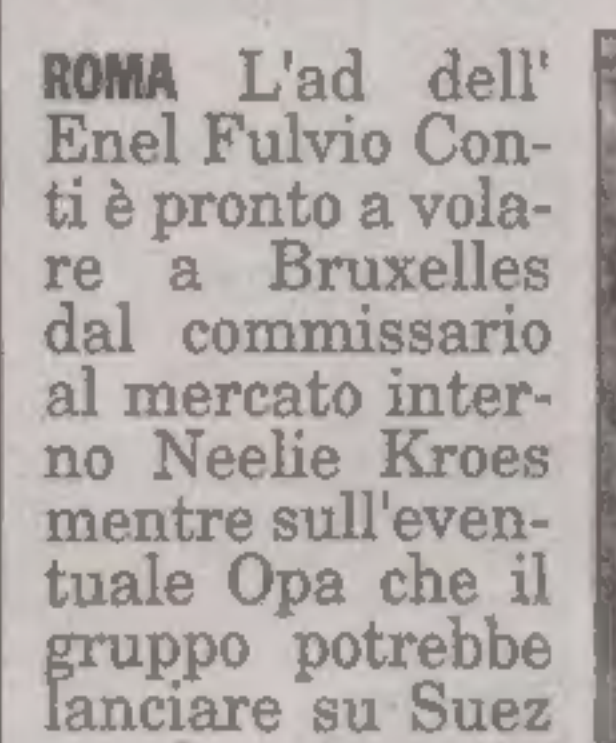 ROMA L'ad dell'
Enel Fulvio Con-
ti è pronto a vola-
re a Bruxelles
dal commissario
al mercato inter-
no Neelie Kroes
mentre sull'even-
tuale Opa che il
gruppo potrebbe
lanciare su Suez